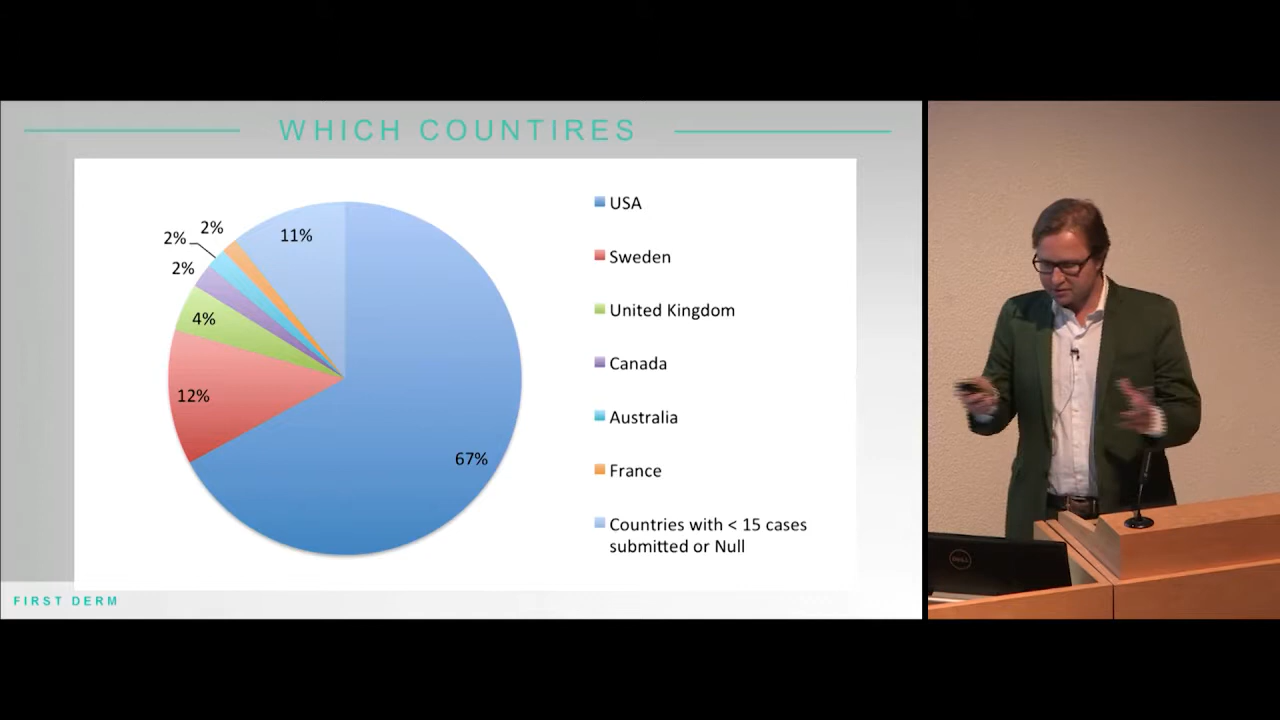 WHICH COUNTIRES
2%
2%
11%
2%
4%
12%
67%
USA
Sweden
United Kingdom
Canada
Australia
France
Countries with < 15 cases
submitted or Null
FIRST DERM
DELL